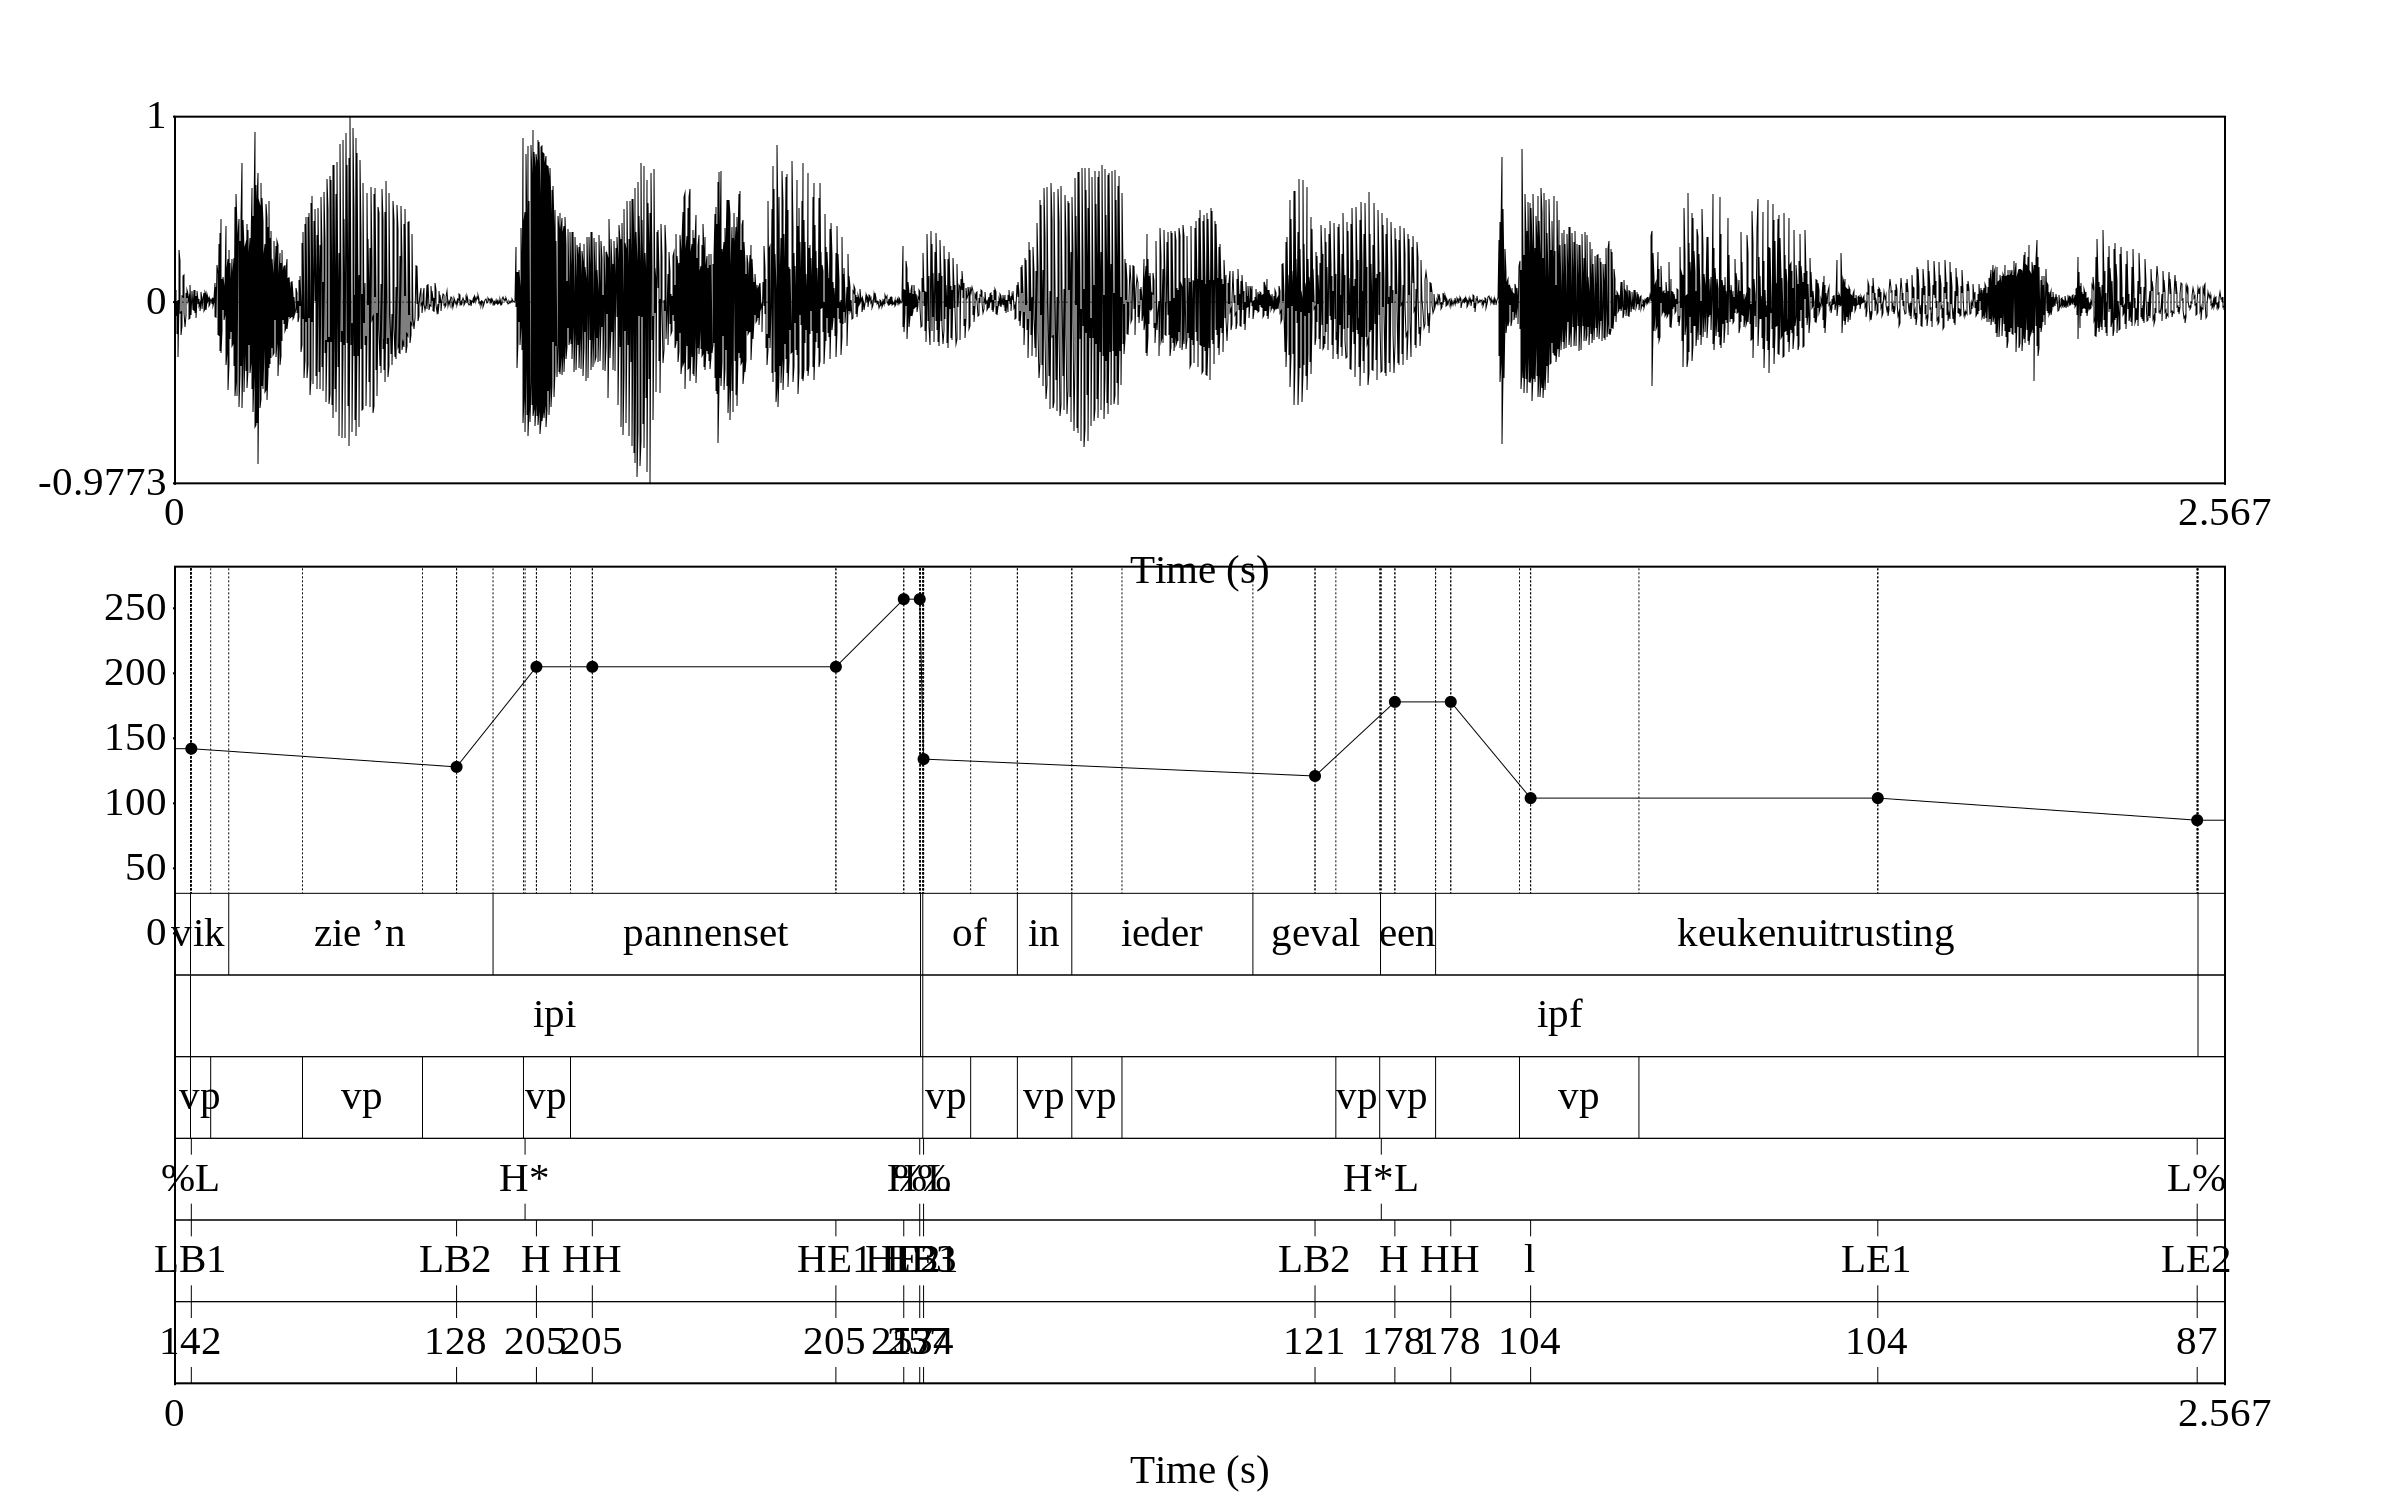 1
0
-0.9773
0 2.567
Time (s)
250
200
150
100
50
0
vik zie ’n pannenset of in ieder geval een keukenuitrusting
ipi ipf
vp vp vp vp vp vp vp vp vp
%L H* H% %L H*L L%
LB1 LB2 H HH HE1 LB2 H HH l LE1 LE2
142 128 205 205 205 257 257 134 121 178 178 104 104 87
0 2.567
Time (s)